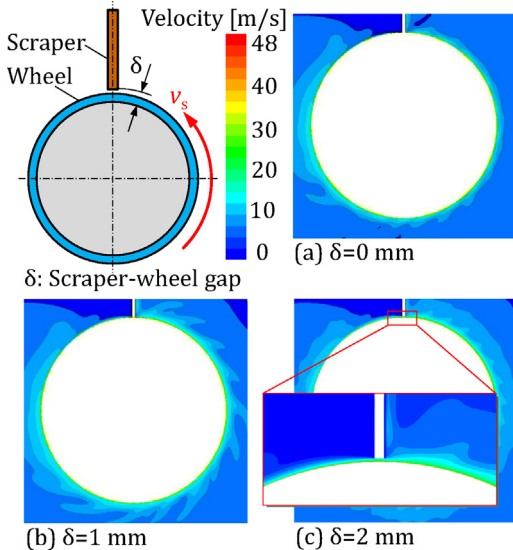 Velocity [m/s]
Scraper
δ
Wheel
vs
48
40
30
20
10
0
δ: Scraper-wheel gap
(a) δ=0 mm
(b) δ=1 mm
(c) δ=2 mm